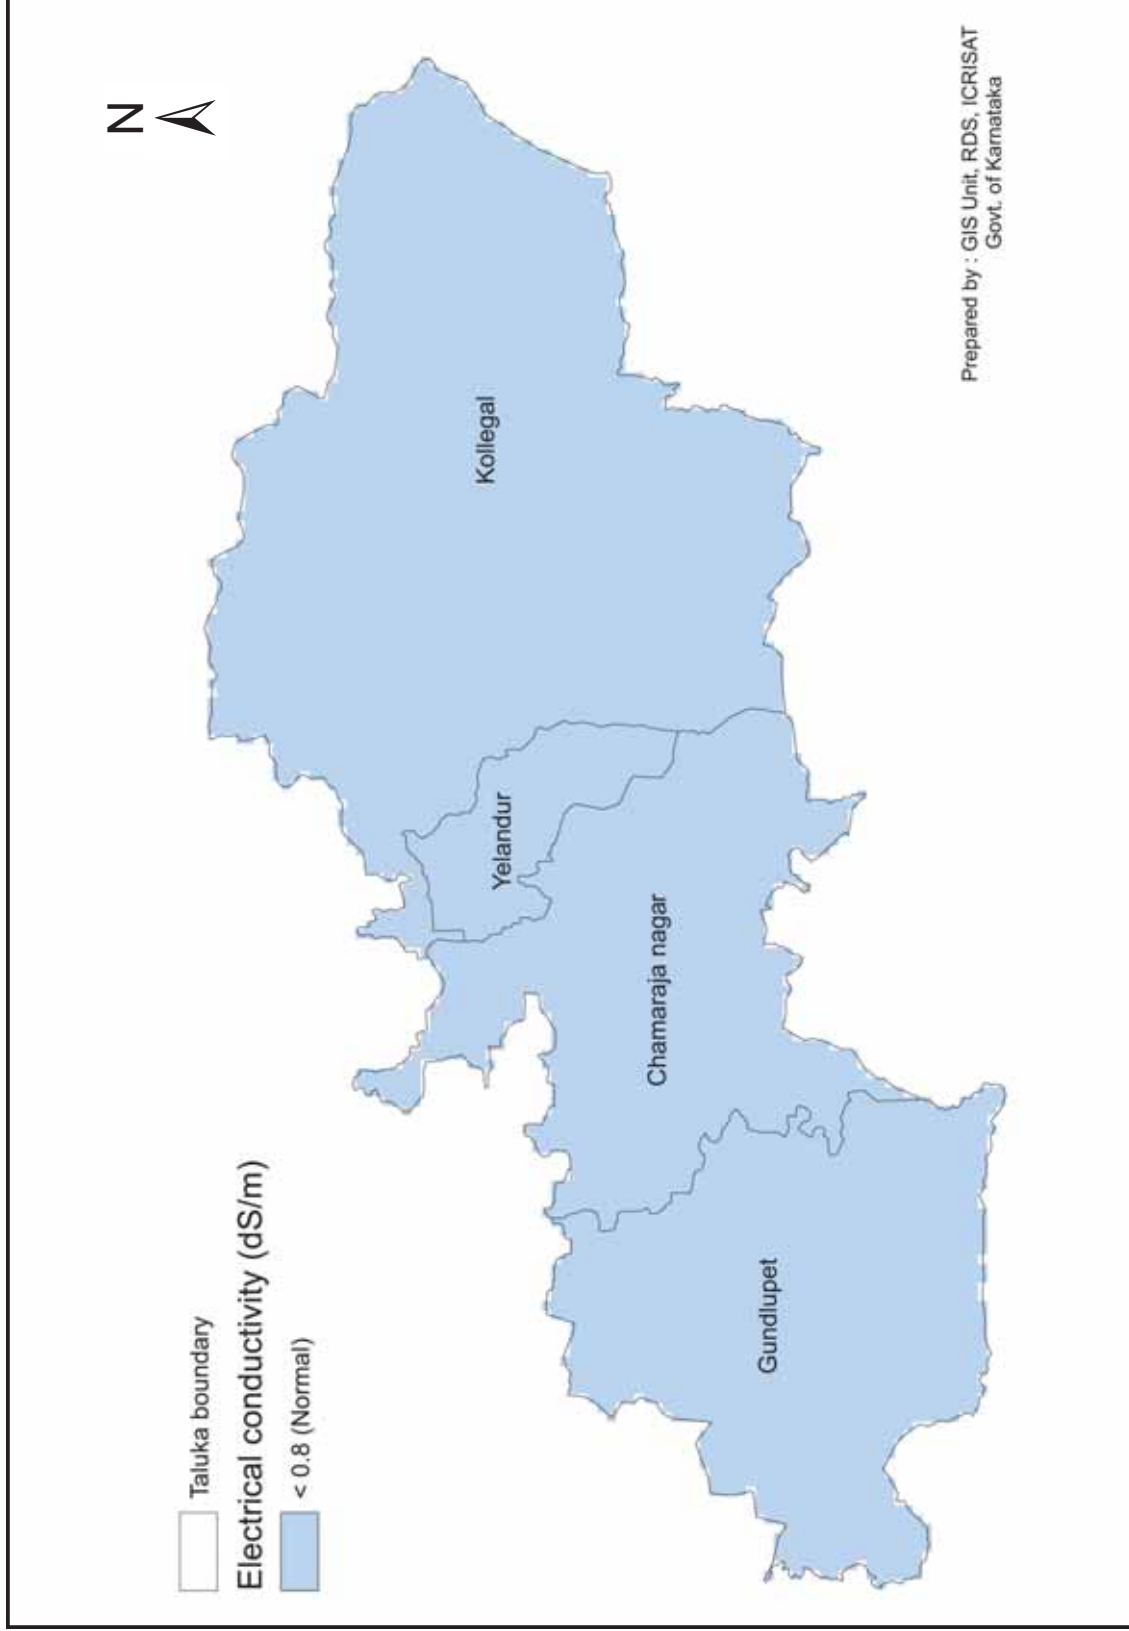 N
Taluka boundary
Electrical conductivity (dS/m)
< 0.8 (Normal)
Kollegal
Yelandur
Chamaraja nagar
Gundlupet
Prepared by : GIS Unit, RDS, ICRISAT
Govt. of Karnataka